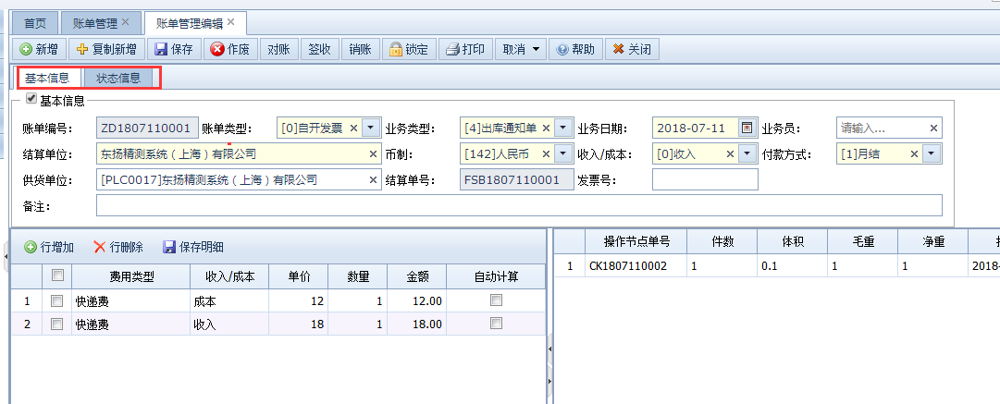 首页 账单管理 账单管理编辑
新增 复制新增 保存 作废 对账 签收 销账 锁定 打印 取消 帮助 关闭
基本信息 状态信息
基本信息
账单编号: ZD1807110001 账单类型: [0]自开发票 业务类型: [4]出库通知单 业务日期: 2018-07-11 业务员: 请输入...
结算单位: 东扬精测系统（上海）有限公司 币制: [142]人民币 收入/成本: [0]收入 付款方式: [1]月结
供货单位: [PLC0017]东扬精测系统（上海）有限公司 结算单号: FSB1807110001 发票号:
备注:
行增加 行删除 保存明细
费用类型 收入/成本 单价 数量 金额 自动计算
1 快递费 成本 12 1 12.00
2 快递费 收入 18 1 18.00
操作节点单号 件数 体积 毛重 净重
1 CK1807110002 1 0.1 1 1 2018-